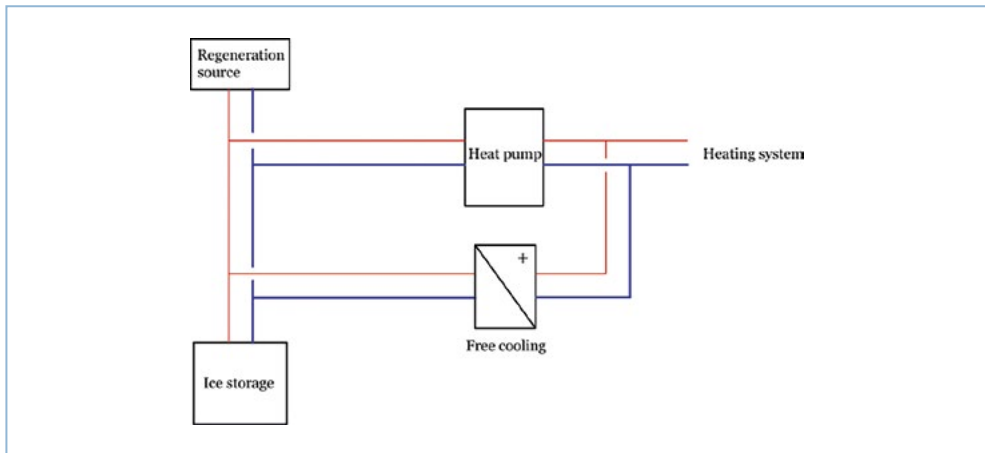 Regeneration
source
Heat pump
Heating system
+
Free cooling
Ice storage